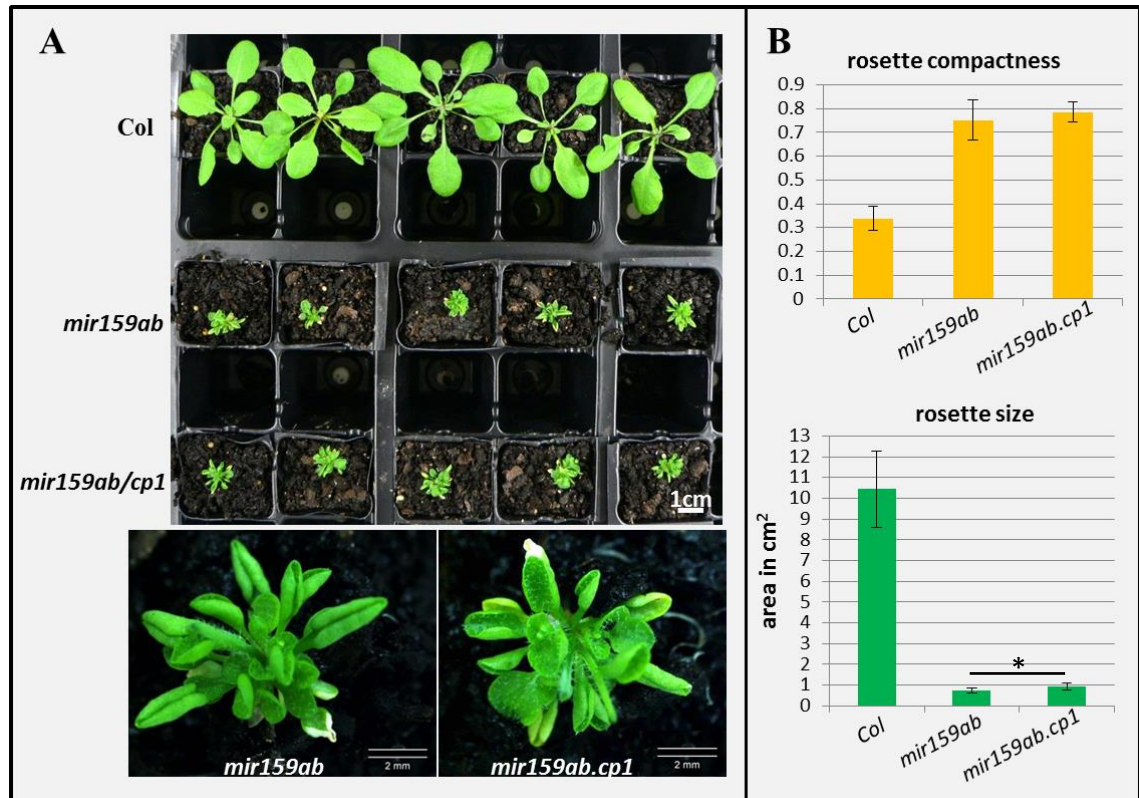 A
Col
mir159ab
mir159ab/cp1
1cm
mir159ab
2 mm
mir159ab.cp1
2 mm
B
rosette compactness
0.9
0.8
0.7
0.6
0.5
0.4
0.3
0.2
0.1
0
Col
mir159ab
mir159ab.cp1
rosette size
area in cm²
13
12
11
10
9
8
7
6
5
4
3
2
1
0
*
Col
mir159ab
mir159ab.cp1